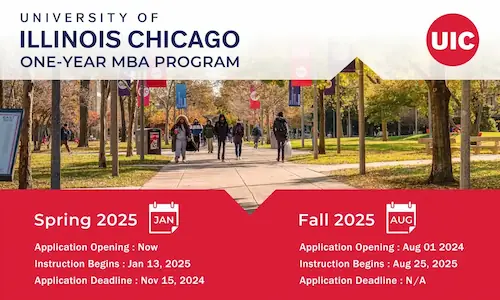 UNIVERSITY OF
ILLINOIS CHICAGO
ONE-YEAR MBA PROGRAM
UIC
Spring 2025
JAN
Application Opening : Now
Instruction Begins : Jan 13, 2025
Application Deadline : Nov 15, 2024
Fall 2025
AUG
Application Opening : Aug 01 2024
Instruction Begins : Aug 25, 2025
Application Deadline : N/A